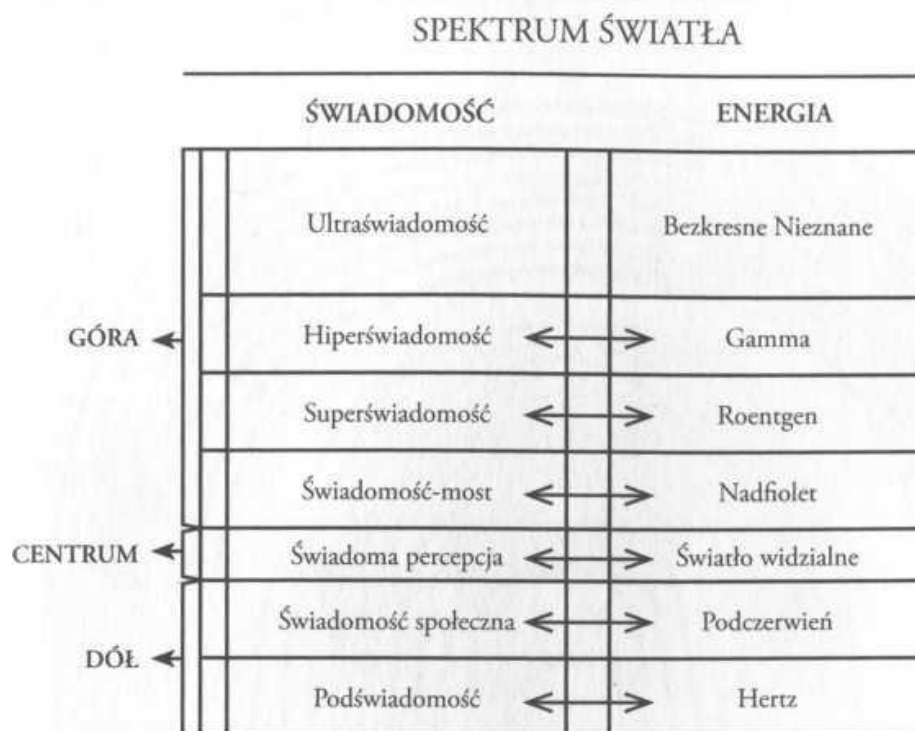 SPEKTRUM ŚWIATŁA
ŚWIADOMOŚĆ ENERGIA
Ultraświadomość Bezkresne Nieznane
GÓRA Hiperświadomość Gamma
Superświadomość Roentgen
Świadomość-most Nadfiolet
CENTRUM Świadoma percepcja Światło widzialne
Świadomość społeczna Podczerwień
DÓŁ
Podświadomość Hertz